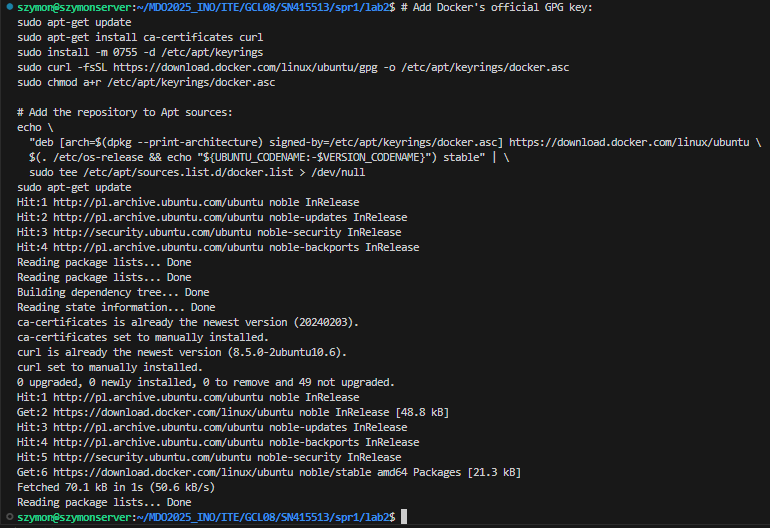 szymon@szymonserver:~/MDO2025_INO/ITE/GCL08/SN415513/spr1/lab2$ # Add Docker's official GPG key:
sudo apt-get update
sudo apt-get install ca-certificates curl
sudo install -m 0755 -d /etc/apt/keyrings
sudo curl -fsSL https://download.docker.com/linux/ubuntu/gpg -o /etc/apt/keyrings/docker.asc
sudo chmod a+r /etc/apt/keyrings/docker.asc

# Add the repository to Apt sources:
echo \
  "deb [arch=$(dpkg --print-architecture) signed-by=/etc/apt/keyrings/docker.asc] https://download.docker.com/linux/ubuntu \
  $(. /etc/os-release && echo "${UBUNTU_CODENAME:-$VERSION_CODENAME}") stable" | \
  sudo tee /etc/apt/sources.list.d/docker.list > /dev/null
sudo apt-get update
Hit:1 http://pl.archive.ubuntu.com/ubuntu noble InRelease
Hit:2 http://pl.archive.ubuntu.com/ubuntu noble-updates InRelease
Hit:3 http://security.ubuntu.com/ubuntu noble-security InRelease
Hit:4 http://pl.archive.ubuntu.com/ubuntu noble-backports InRelease
Reading package lists... Done
Reading package lists... Done
Building dependency tree... Done
Reading state information... Done
ca-certificates is already the newest version (20240203).
ca-certificates set to manually installed.
curl is already the newest version (8.5.0-2ubuntu10.6).
curl set to manually installed.
0 upgraded, 0 newly installed, 0 to remove and 49 not upgraded.
Hit:1 http://pl.archive.ubuntu.com/ubuntu noble InRelease
Get:2 https://download.docker.com/linux/ubuntu noble InRelease [48.8 kB]
Hit:3 http://pl.archive.ubuntu.com/ubuntu noble-updates InRelease
Hit:4 http://pl.archive.ubuntu.com/ubuntu noble-backports InRelease
Hit:5 http://security.ubuntu.com/ubuntu noble-security InRelease
Get:6 https://download.docker.com/linux/ubuntu noble/stable amd64 Packages [21.3 kB]
Fetched 70.1 kB in 1s (50.6 kB/s)
Reading package lists... Done
szymon@szymonserver:~/MDO2025_INO/ITE/GCL08/SN415513/spr1/lab2$